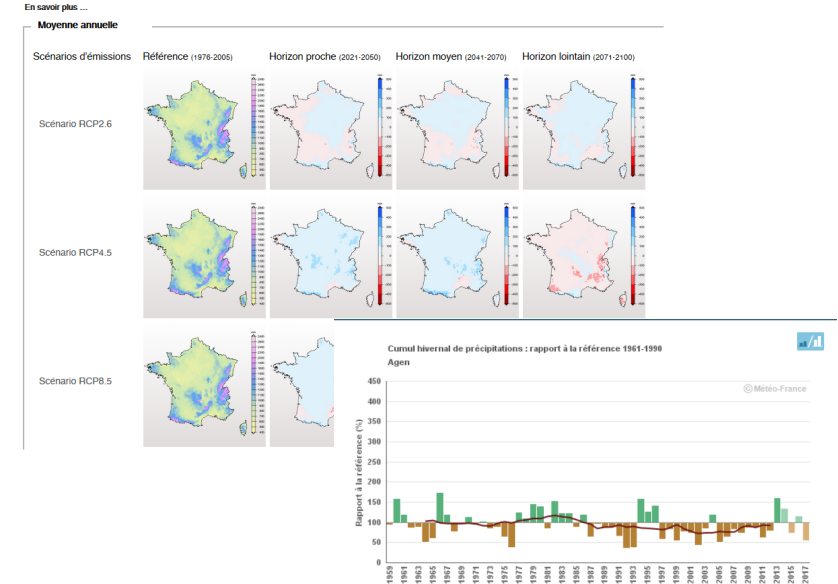 En savoir plus ...
Moyenne annuelle
Scénarios d'émissions Référence (1976-2005) Horizon proche (2021-2050) Horizon moyen (2041-2070) Horizon lointain (2071-2100)
Scénario RCP2.6
Scénario RCP4.5
Scénario RCP8.5
Cumul hivernal de précipitations : rapport à la référence 1961-1990
Agen
©Météo-France
Rapport à la référence (%)
450
400
350
300
250
200
150
100
50
0
1959 1961 1963 1965 1967 1969 1971 1973 1975 1977 1979 1981 1983 1985 1987 1989 1991 1993 1995 1997 1999 2001 2003 2005 2007 2009 2011 2013 2015 2017